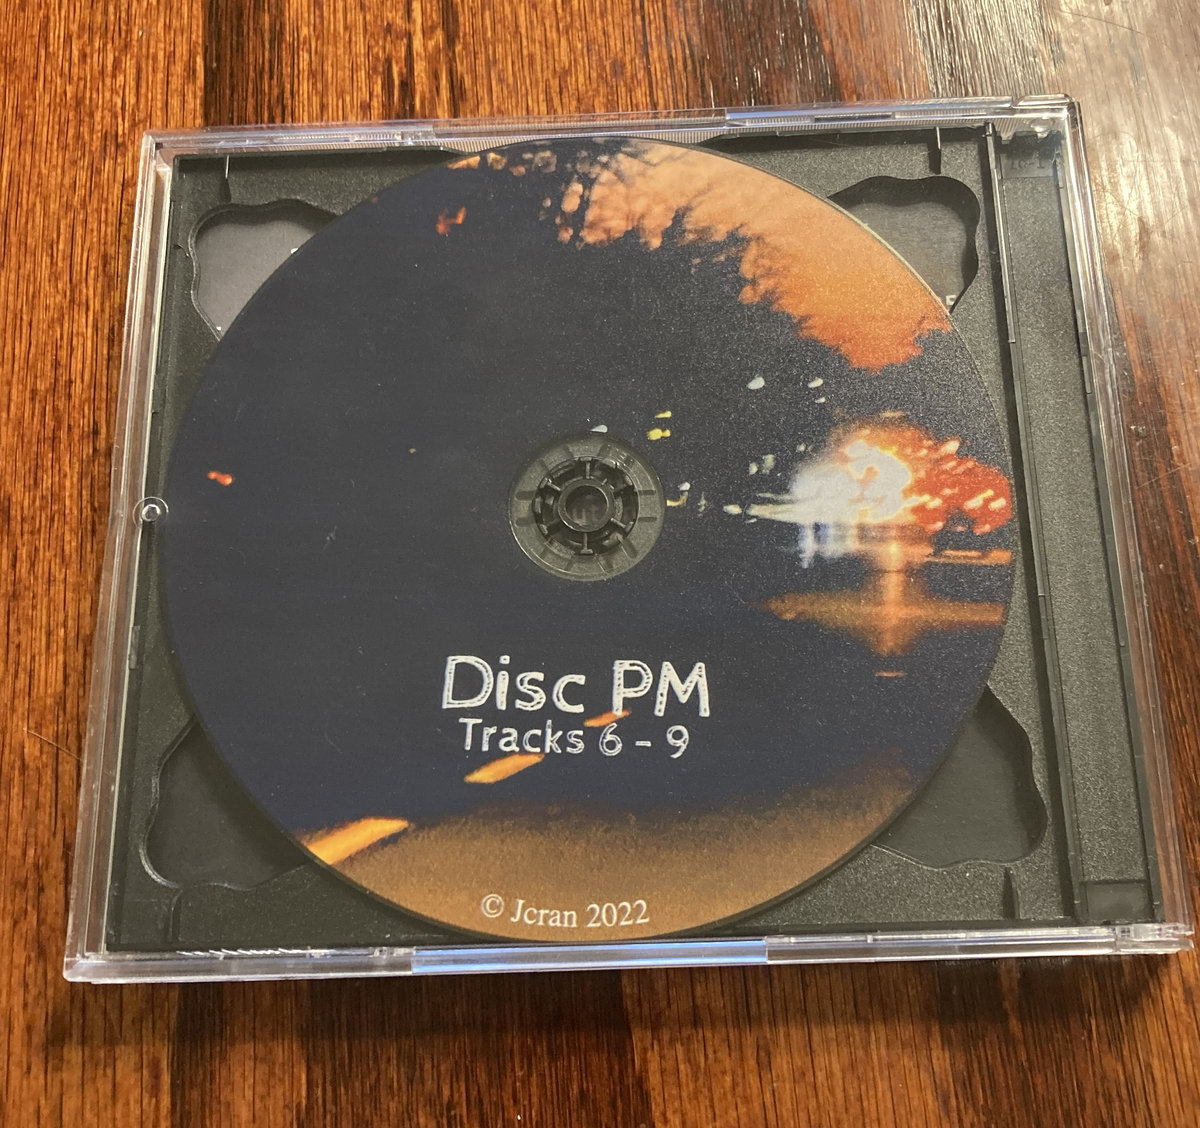 Disc PM
Tracks 6 - 9
© Jcran 2022